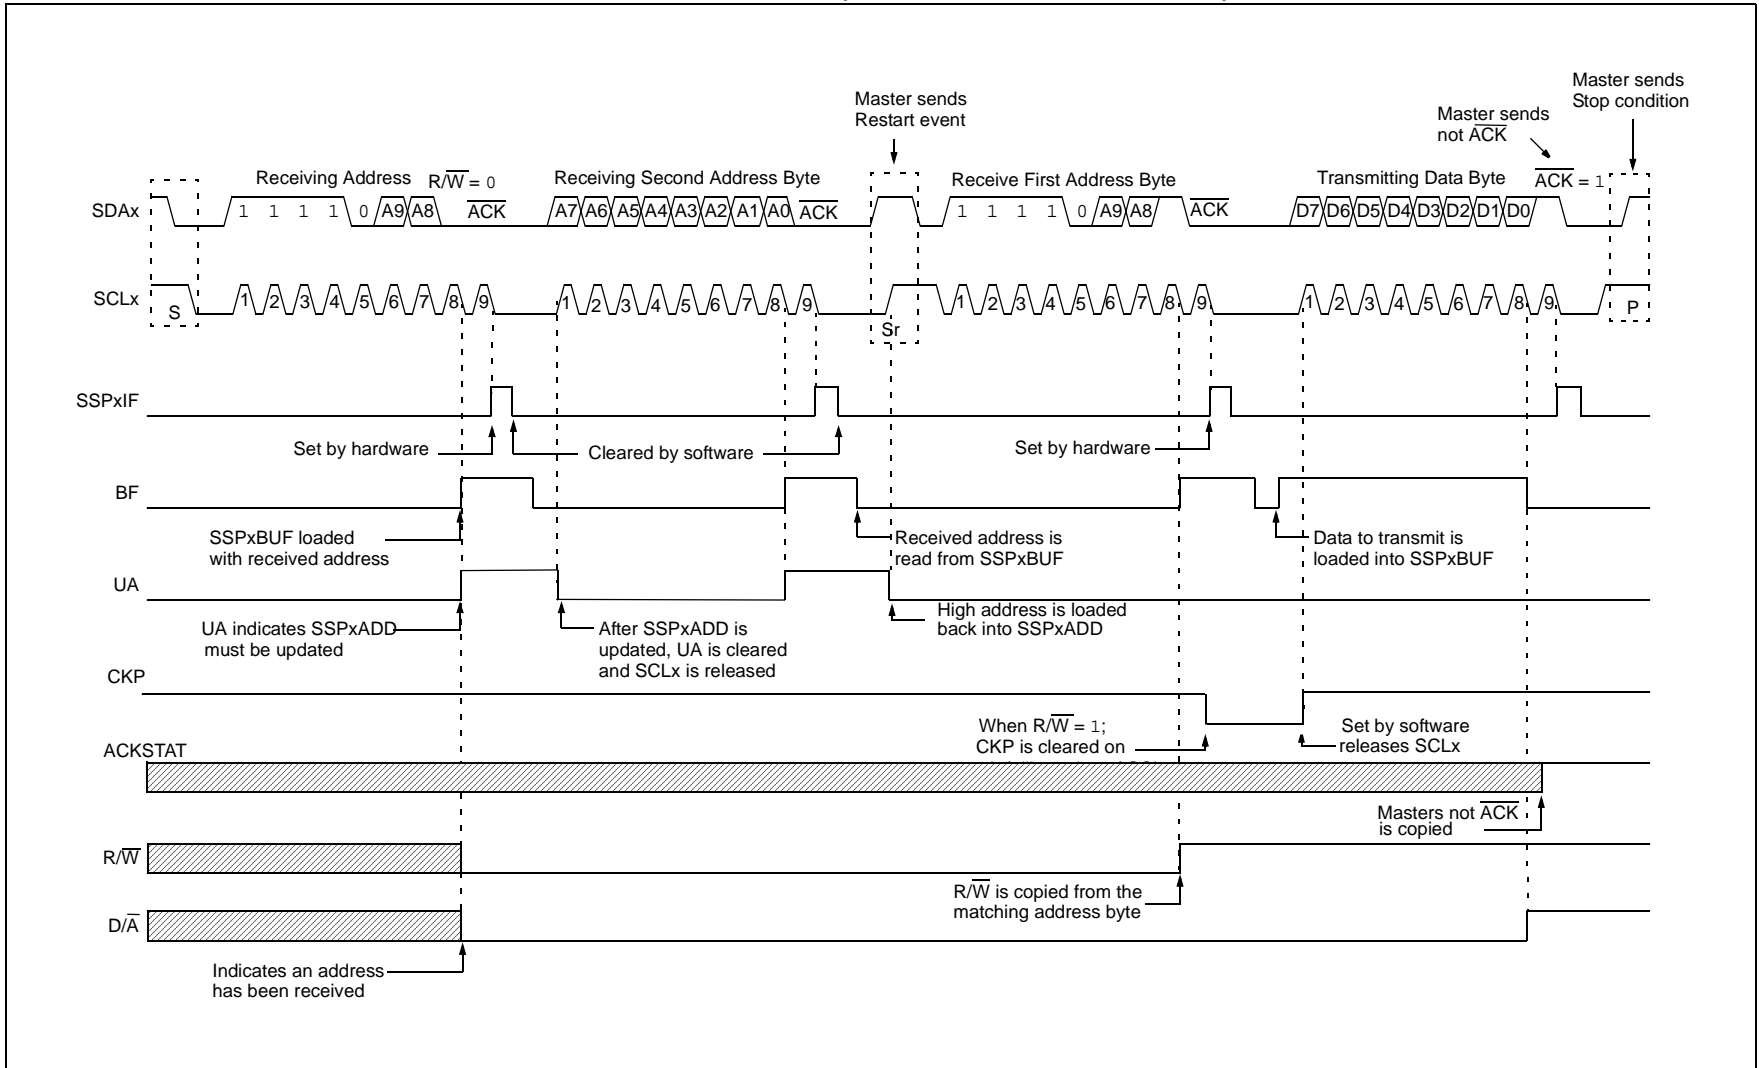 Master sends
Stop condition
Master sends
Restart event
Master sends
not ACK
Receiving Address R/W = 0
Receiving Second Address Byte
Receive First Address Byte
Transmitting Data Byte
ACK = 1
SDAx 1 1 1 1 0 A9 A8 ACK A7 A6 A5 A4 A3 A2 A1 A0 ACK 1 1 1 1 0 A9 A8 ACK D7 D6 D5 D4 D3 D2 D1 D0
SCLx S 1 2 3 4 5 6 7 8 9 1 2 3 4 5 6 7 8 9 Sr 1 2 3 4 5 6 7 8 9 1 2 3 4 5 6 7 8 9 P
SSPxIF
Set by hardware
Cleared by software
Set by hardware
BF
SSPxBUF loaded
with received address
Received address is
read from SSPxBUF
Data to transmit is
loaded into SSPxBUF
UA
UA indicates SSPxADD
must be updated
After SSPxADD is
updated, UA is cleared
and SCLx is released
High address is loaded
back into SSPxADD
CKP
When R/W = 1;
CKP is cleared on
Set by software
releases SCLx
ACKSTAT
Masters not ACK
is copied
R/W
R/W is copied from the
matching address byte
D/A
Indicates an address
has been received